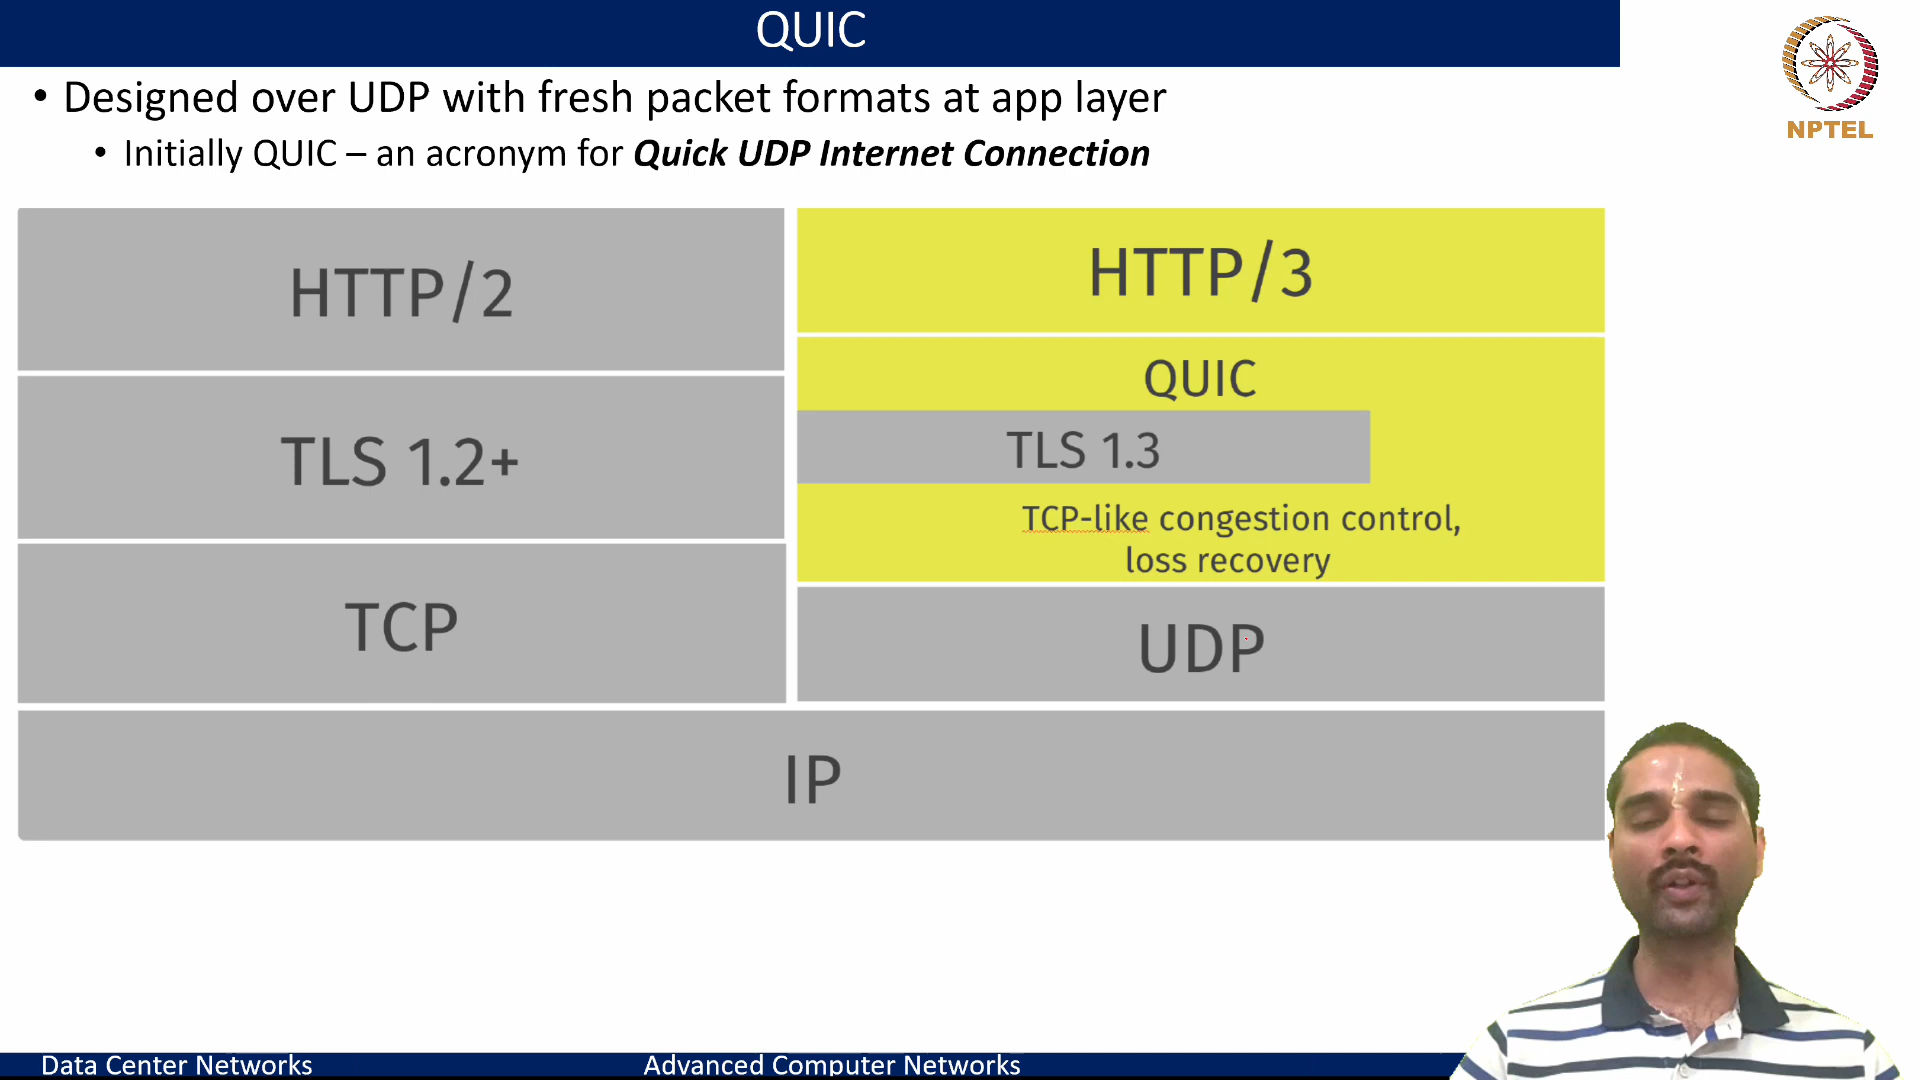 QUIC
NPTEL
• Designed over UDP with fresh packet formats at app layer
• Initially QUIC – an acronym for Quick UDP Internet Connection
HTTP/2
HTTP/3
QUIC
TLS 1.2+
TLS 1.3
TCP-like congestion control,
loss recovery
TCP
UDP
IP
Data Center Networks
Advanced Computer Networks